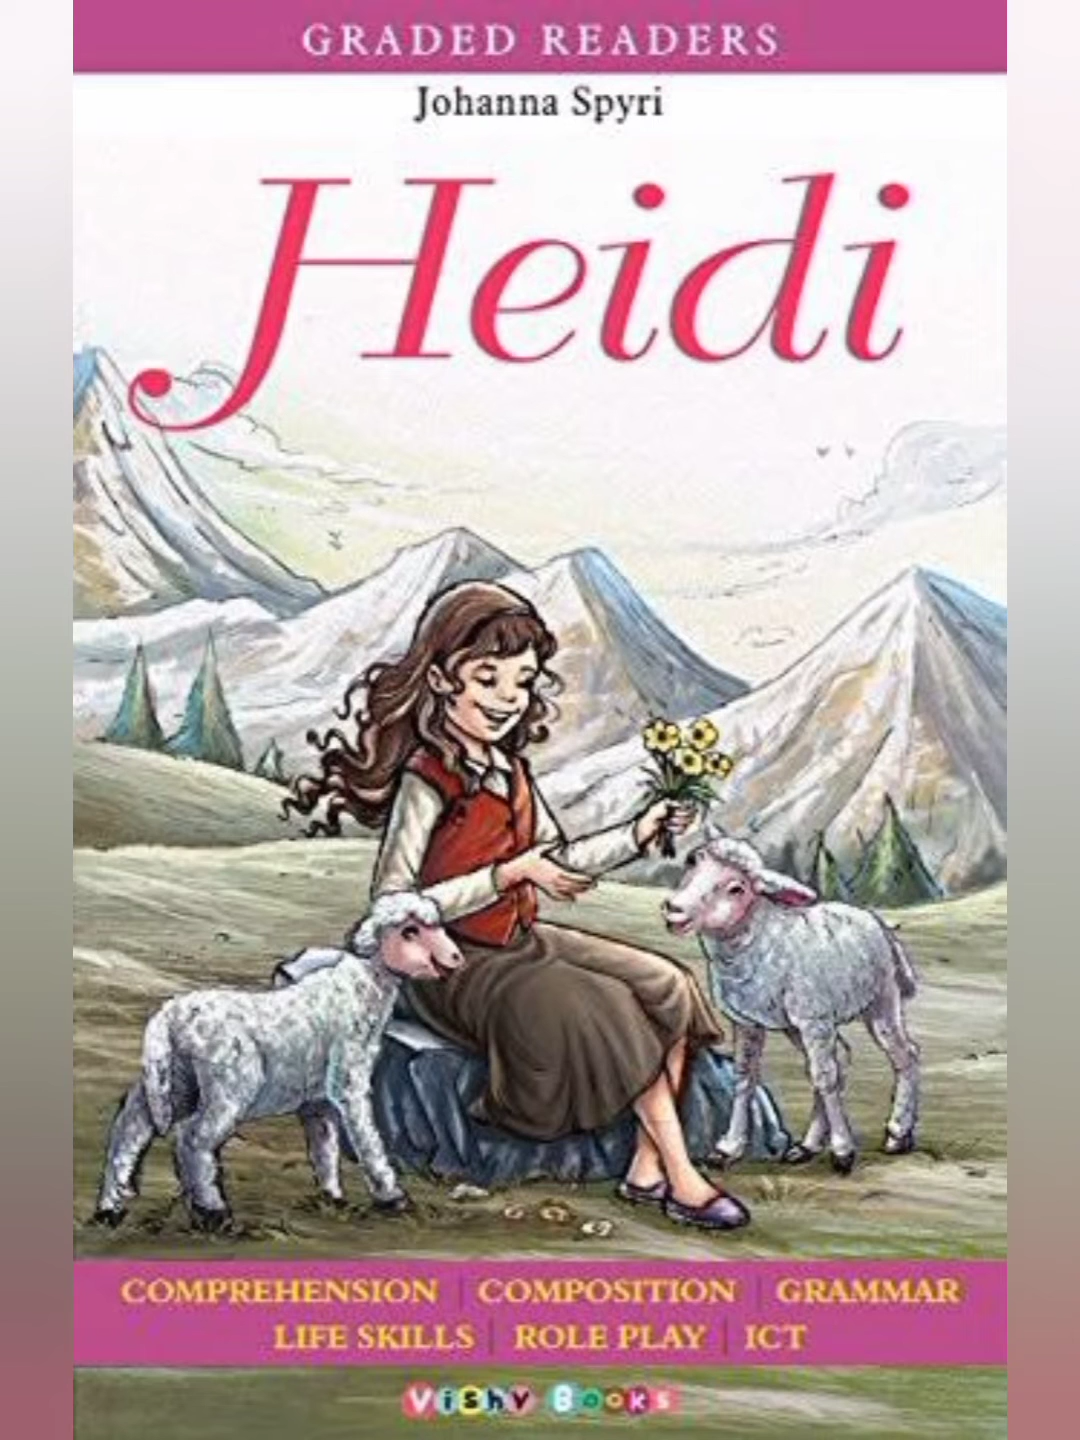 GRADED READERS
Johanna Spyri
Heidi
COMPREHENSION | COMPOSITION | GRAMMAR
LIFE SKILLS | ROLE PLAY | ICT
Vishv Books